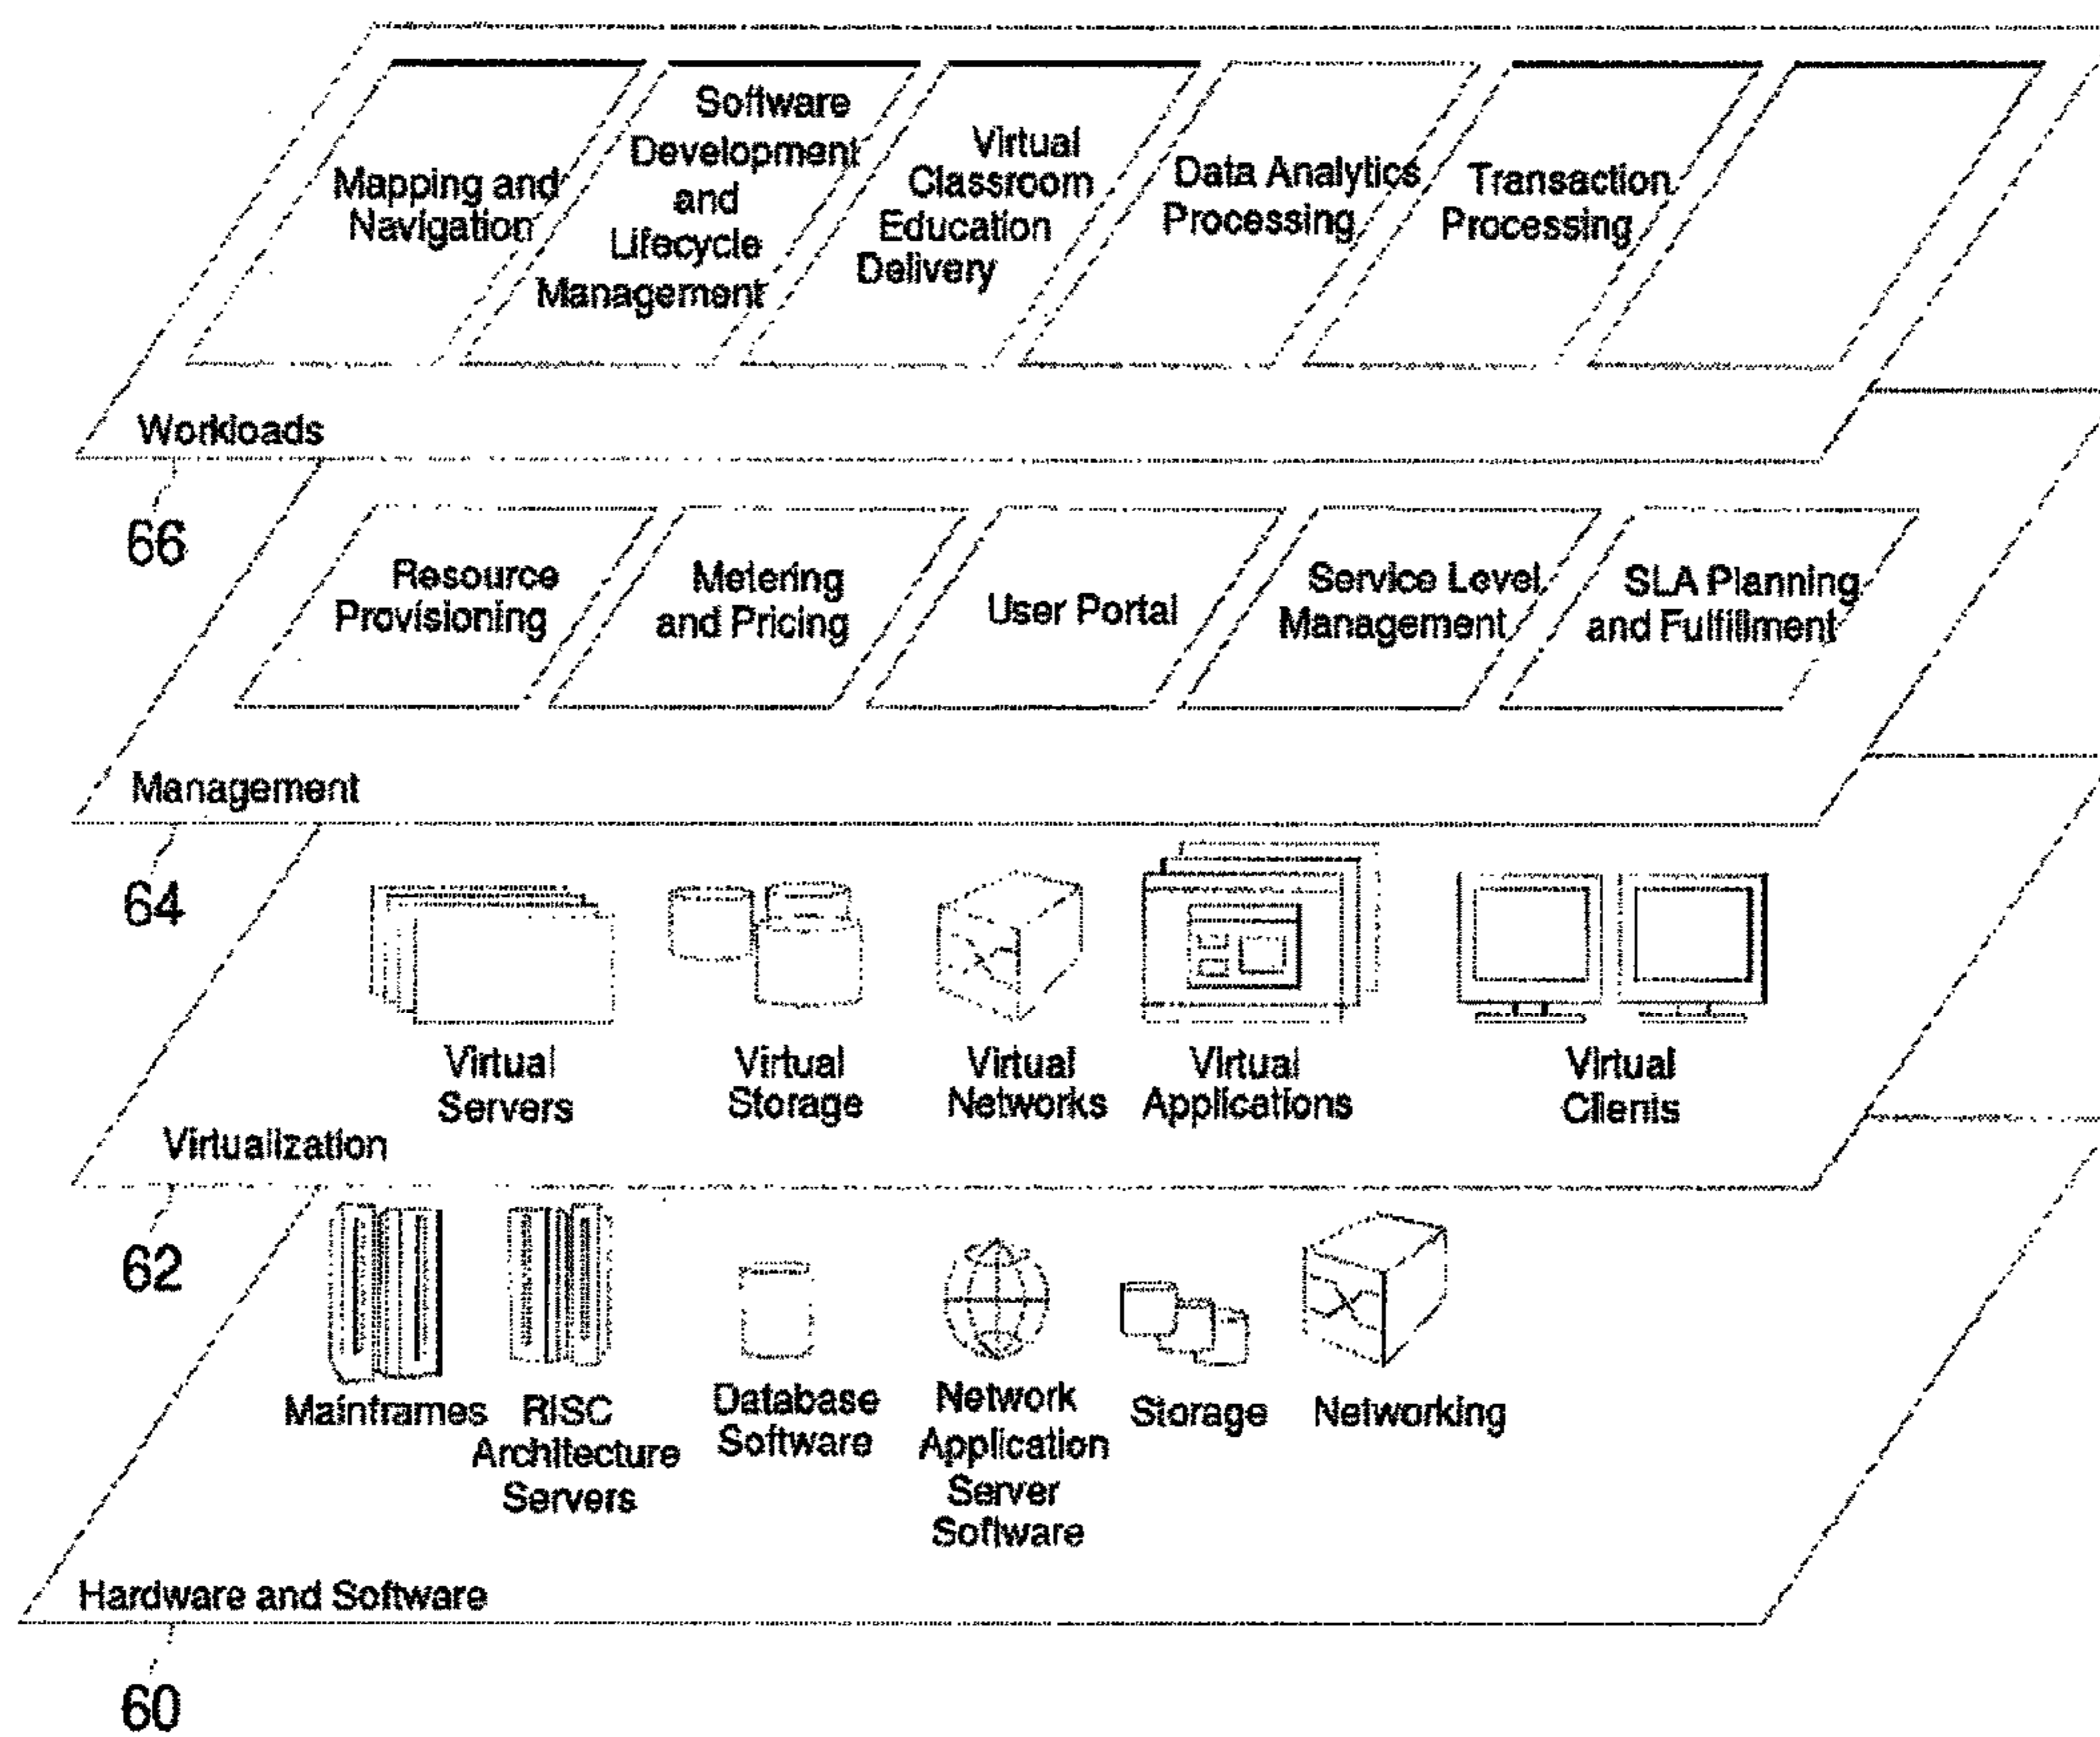 Mapping and
Navigation
Software
Development
and
Lifecycle
Management
Virtual
Classroom
Education
Delivery
Data Analytics
Processing
Transaction
Processing
Workloads
66
Resource
Provisioning
Metering
and Pricing
User Portal
Service Level
Management
SLA Planning
and Fulfillment
Management
64
Virtual
Servers
Virtual
Storage
Virtual
Networks
Virtual
Applications
Virtual
Clients
Virtualization
62
Mainframes
RISC
Architecture
Servers
Database
Software
Network
Application
Server
Software
Storage
Networking
Hardware and Software
60